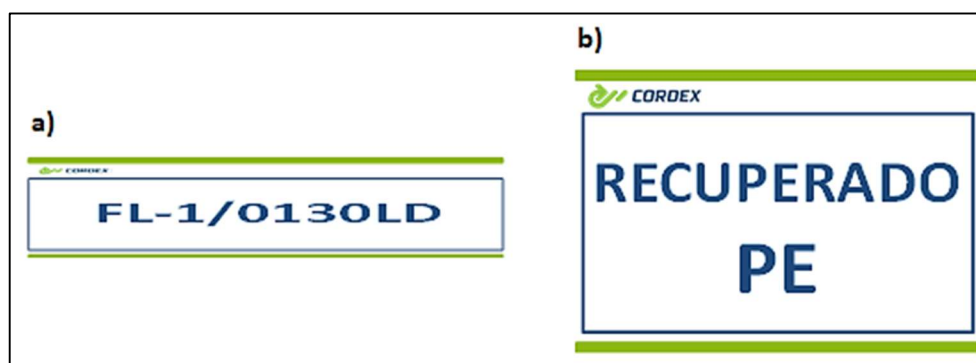 a)
CORDEX
FL-1/0130LD
b)
CORDEX
RECUPERADO
PE